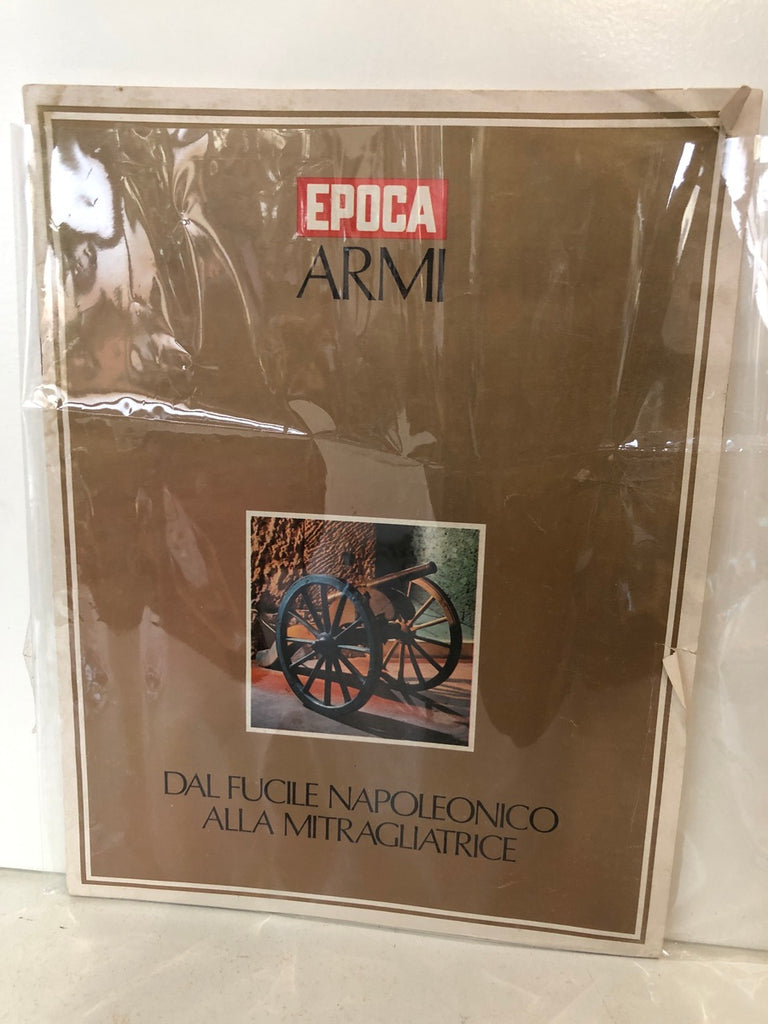 EPOCA
ARMI
DAL FUCILE NAPOLEONICO
ALLA MITRAGLIATRICE